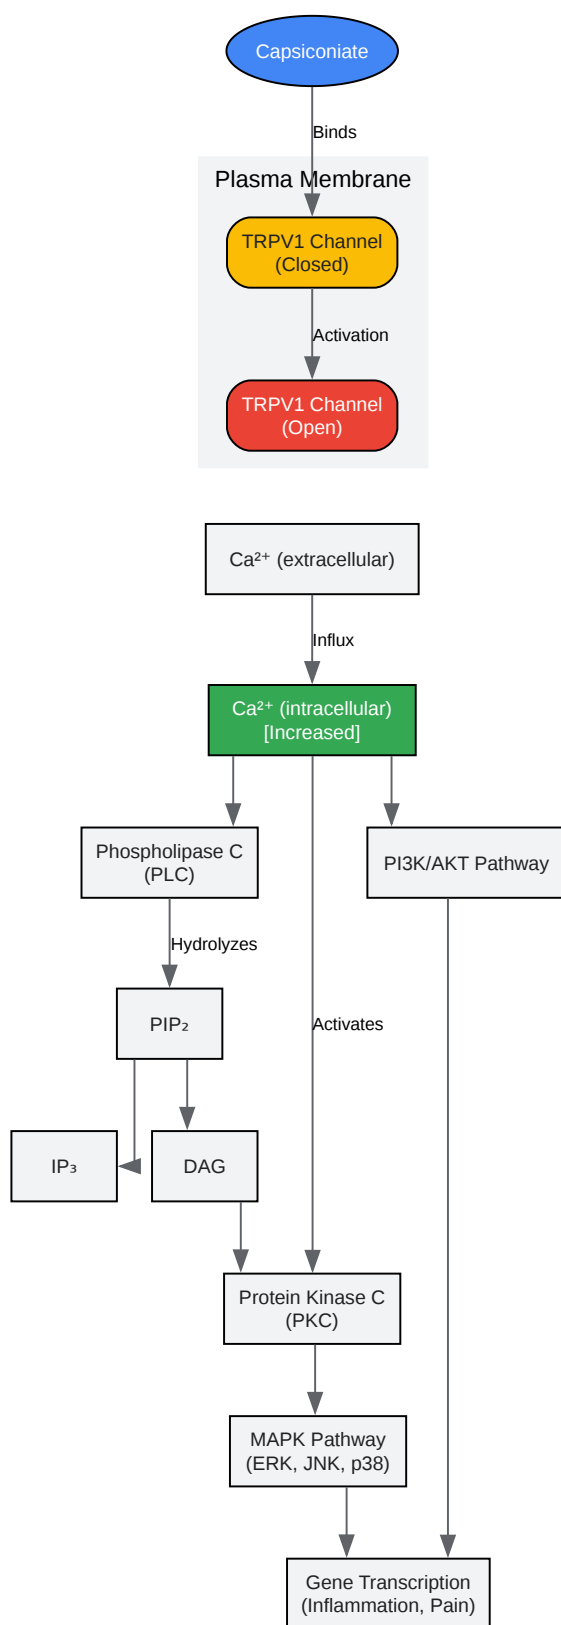 Capsiconiate
Binds
Plasma Membrane
TRPV1 Channel
(Closed)
Activation
TRPV1 Channel
(Open)
Ca²⁺ (extracellular)
Influx
Ca²⁺ (intracellular)
[Increased]
Phospholipase C
(PLC)
PI3K/AKT Pathway
Hydrolyzes
PIP₂
Activates
IP₃
DAG
Protein Kinase C
(PKC)
MAPK Pathway
(ERK, JNK, p38)
Gene Transcription
(Inflammation, Pain)